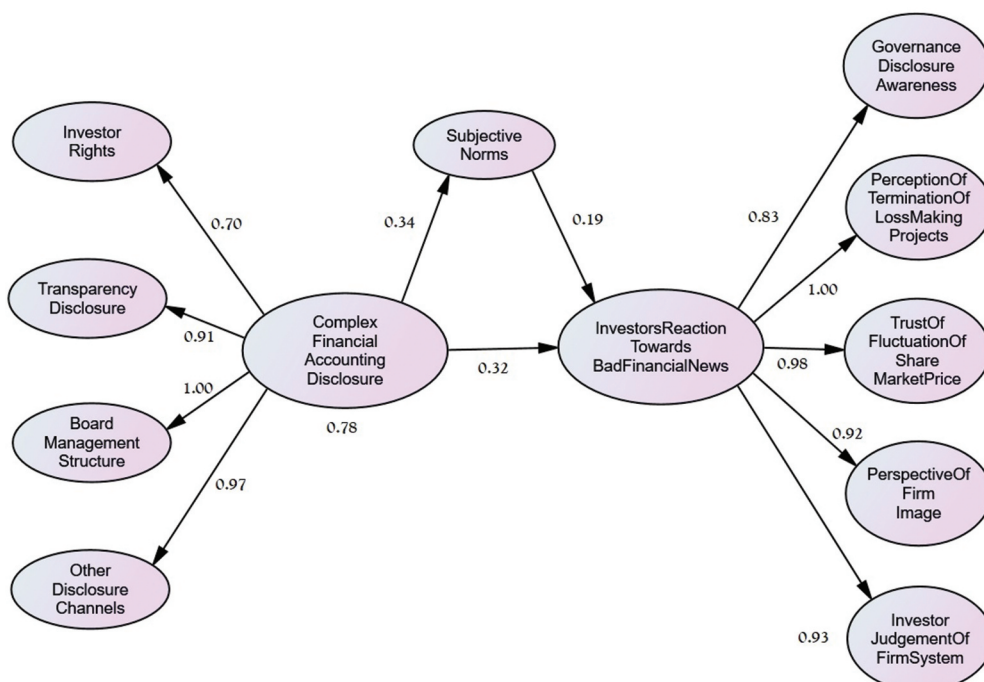 Governance
Disclosure
Awareness
Investor
Rights
Subjective
Norms
PerceptionOf
TerminationOf
LossMaking
Projects
0.70
0.34
0.19
0.83
1.00
Transparency
Disclosure
0.91
Complex
Financial
Accounting
Disclosure
0.78
0.32
InvestorsReaction
Towards
BadFinancialNews
0.98
TrustOf
FluctuationOf
Share
MarketPrice
1.00
Board
Management
Structure
0.97
0.92
PerspectiveOf
Firm
Image
Other
Disclosure
Channels
0.93
Investor
JudgementOf
FirmSystem